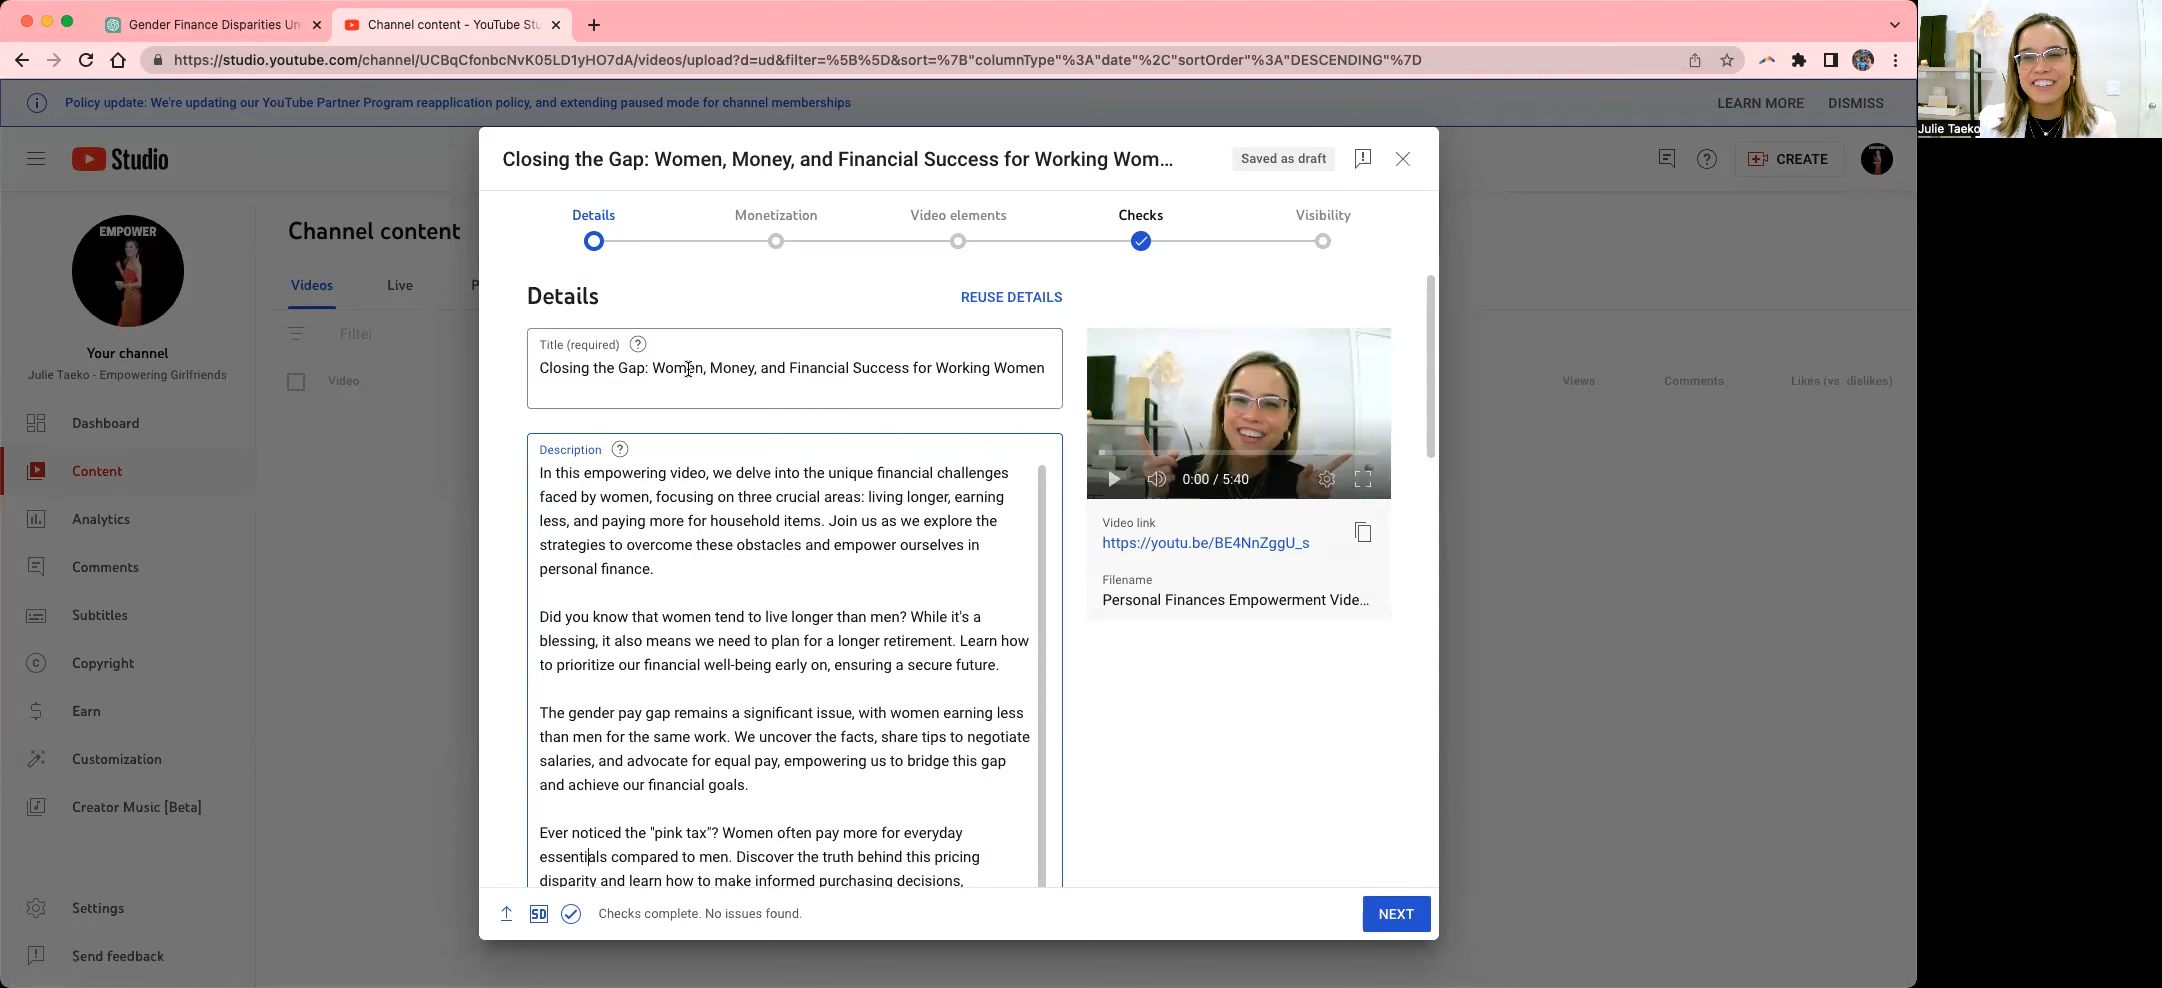 Gender Finance Disparities Un
Channel content - YouTube Stu
https://studio.youtube.com/channel/UCBqCfonbcNvK05LD1yHO7dA/videos/upload?d=ud&filter=%5B%5D&sort=%7B"columnType"%3A"date"%2C"sortOrder"%3A"DESCENDING"%7D
Policy update: We're updating our YouTube Partner Program reapplication policy, and extending paused mode for channel memberships
LEARN MORE
DISMISS
Julie Taeko
Studio
CREATE
EMPOWER
Your channel
Julie Taeko - Empowering Girlfriends
Dashboard
Content
Analytics
Comments
Subtitles
Copyright
Earn
Customization
Creator Music [Beta]
Settings
Send feedback
Channel content
Videos
Live
P
Filter
Video
Views
Comments
Likes (vs. dislikes)
Closing the Gap: Women, Money, and Financial Success for Working Wom...
Saved as draft
Details
Monetization
Video elements
Checks
Visibility
Details
REUSE DETAILS
Title (required)
Closing the Gap: Women, Money, and Financial Success for Working Women
Description
In this empowering video, we delve into the unique financial challenges
faced by women, focusing on three crucial areas: living longer, earning
less, and paying more for household items. Join us as we explore the
strategies to overcome these obstacles and empower ourselves in
personal finance.
Did you know that women tend to live longer than men? While it's a
blessing, it also means we need to plan for a longer retirement. Learn how
to prioritize our financial well-being early on, ensuring a secure future.
The gender pay gap remains a significant issue, with women earning less
than men for the same work. We uncover the facts, share tips to negotiate
salaries, and advocate for equal pay, empowering us to bridge this gap
and achieve our financial goals.
Ever noticed the "pink tax"? Women often pay more for everyday
essentials compared to men. Discover the truth behind this pricing
disparity and learn how to make informed purchasing decisions,
0:00 / 5:40
Video link
https://youtu.be/BE4NnZggU_s
Filename
Personal Finances Empowerment Vide...
SD
Checks complete. No issues found.
NEXT